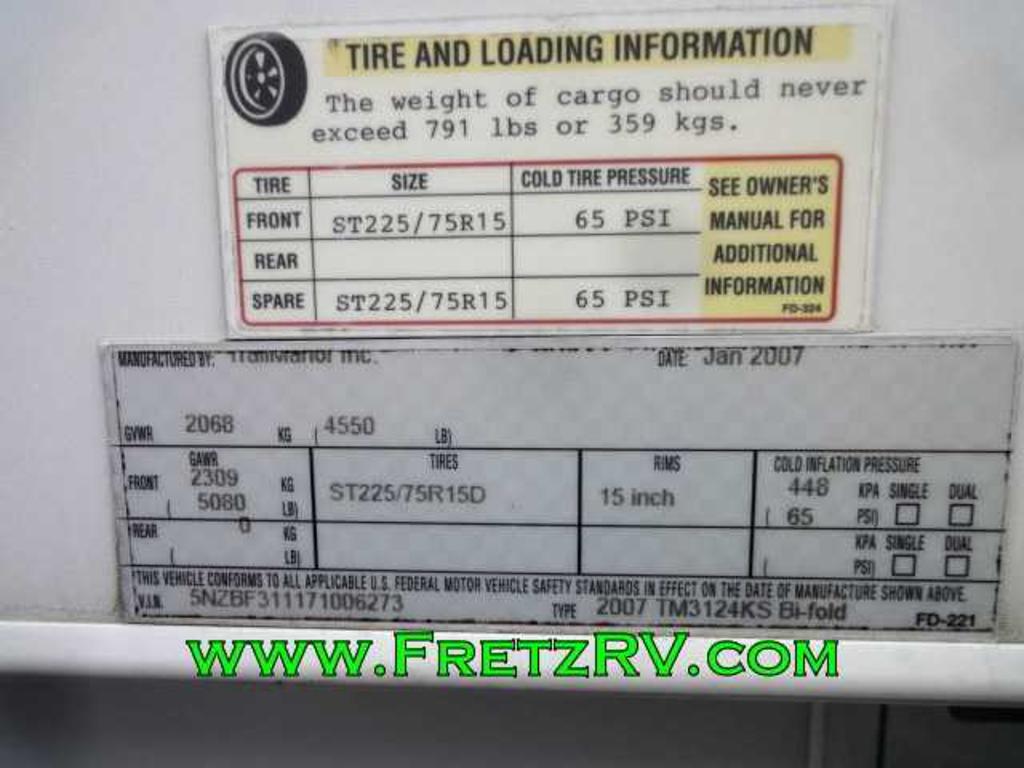 TIRE AND LOADING INFORMATION
The weight of cargo should never
exceed 791 lbs or 359 kgs.
TIRE SIZE COLD TIRE PRESSURE SEE OWNER'S
FRONT ST225/75R15 65 PSI MANUAL FOR
REAR ADDITIONAL
SPARE ST225/75R15 65 PSI INFORMATION
FD-324
MANUFACTURED BY: TrailManor Inc. DATE: Jan 2007
GVWR 2068 KG ( 4550 LB)
GAWR TIRES RIMS COLD INFLATION PRESSURE
FRONT 2309 KG ST225/75R15D 15 inch 448 KPA SINGLE DUAL
( 5080 LB) ( 65 PSI)
REAR 0 KG KPA SINGLE DUAL
( LB) ( PSI)
THIS VEHICLE CONFORMS TO ALL APPLICABLE U.S. FEDERAL MOTOR VEHICLE SAFETY STANDARDS IN EFFECT ON THE DATE OF MANUFACTURE SHOWN ABOVE.
V.I.N. 5NZBF311171006273 TYPE 2007 TM3124KS Bi-fold FD-221
www.FretzRV.com